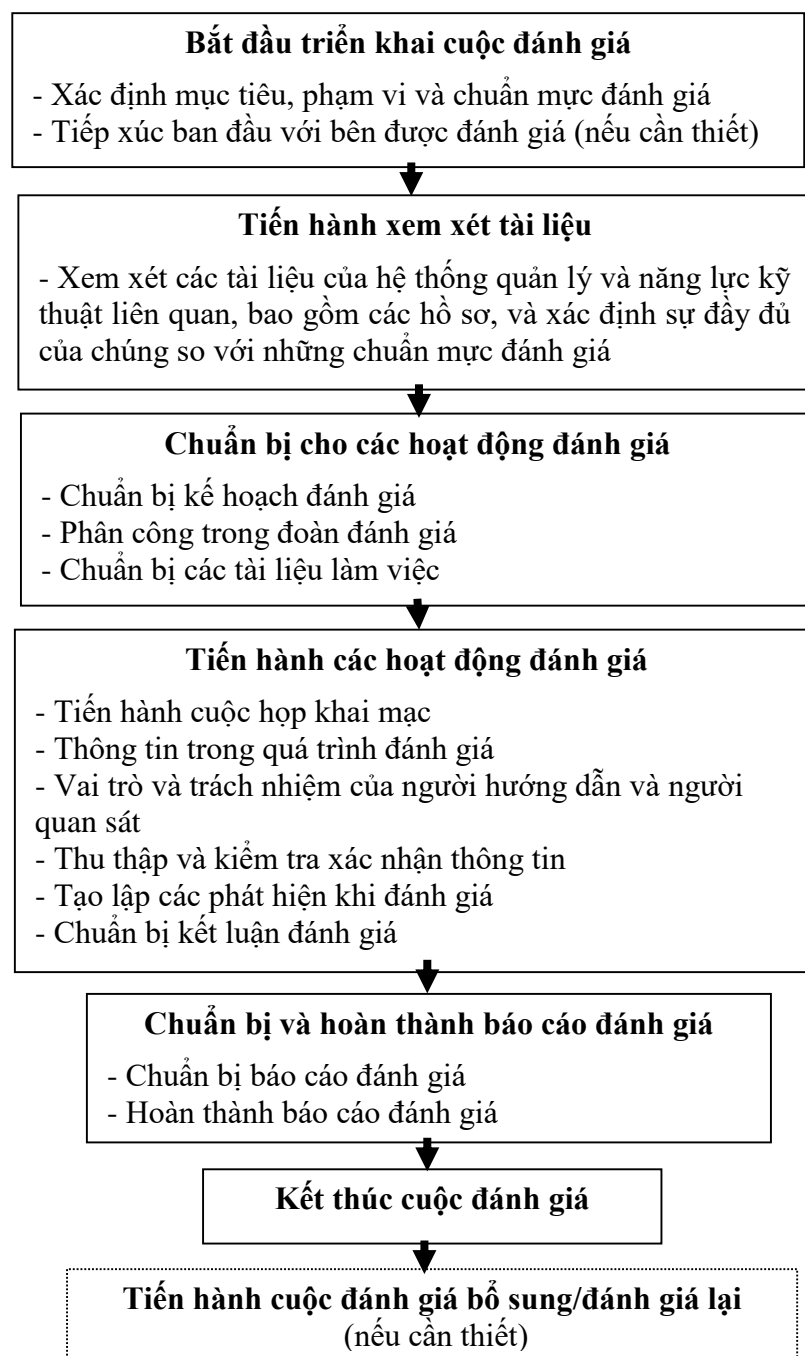 Bắt đầu triển khai cuộc đánh giá
- Xác định mục tiêu, phạm vi và chuẩn mực đánh giá
- Tiếp xúc ban đầu với bên được đánh giá (nếu cần thiết)
Tiến hành xem xét tài liệu
- Xem xét các tài liệu của hệ thống quản lý và năng lực kỹ
thuật liên quan, bao gồm các hồ sơ, và xác định sự đầy đủ
của chúng so với những chuẩn mực đánh giá
Chuẩn bị cho các hoạt động đánh giá
- Chuẩn bị kế hoạch đánh giá
- Phân công trong đoàn đánh giá
- Chuẩn bị các tài liệu làm việc
Tiến hành các hoạt động đánh giá
- Tiến hành cuộc họp khai mạc
- Thông tin trong quá trình đánh giá
- Vai trò và trách nhiệm của người hướng dẫn và người
quan sát
- Thu thập và kiểm tra xác nhận thông tin
- Tạo lập các phát hiện khi đánh giá
- Chuẩn bị kết luận đánh giá
Chuẩn bị và hoàn thành báo cáo đánh giá
- Chuẩn bị báo cáo đánh giá
- Hoàn thành báo cáo đánh giá
Kết thúc cuộc đánh giá
Tiến hành cuộc đánh giá bổ sung/đánh giá lại
(nếu cần thiết)